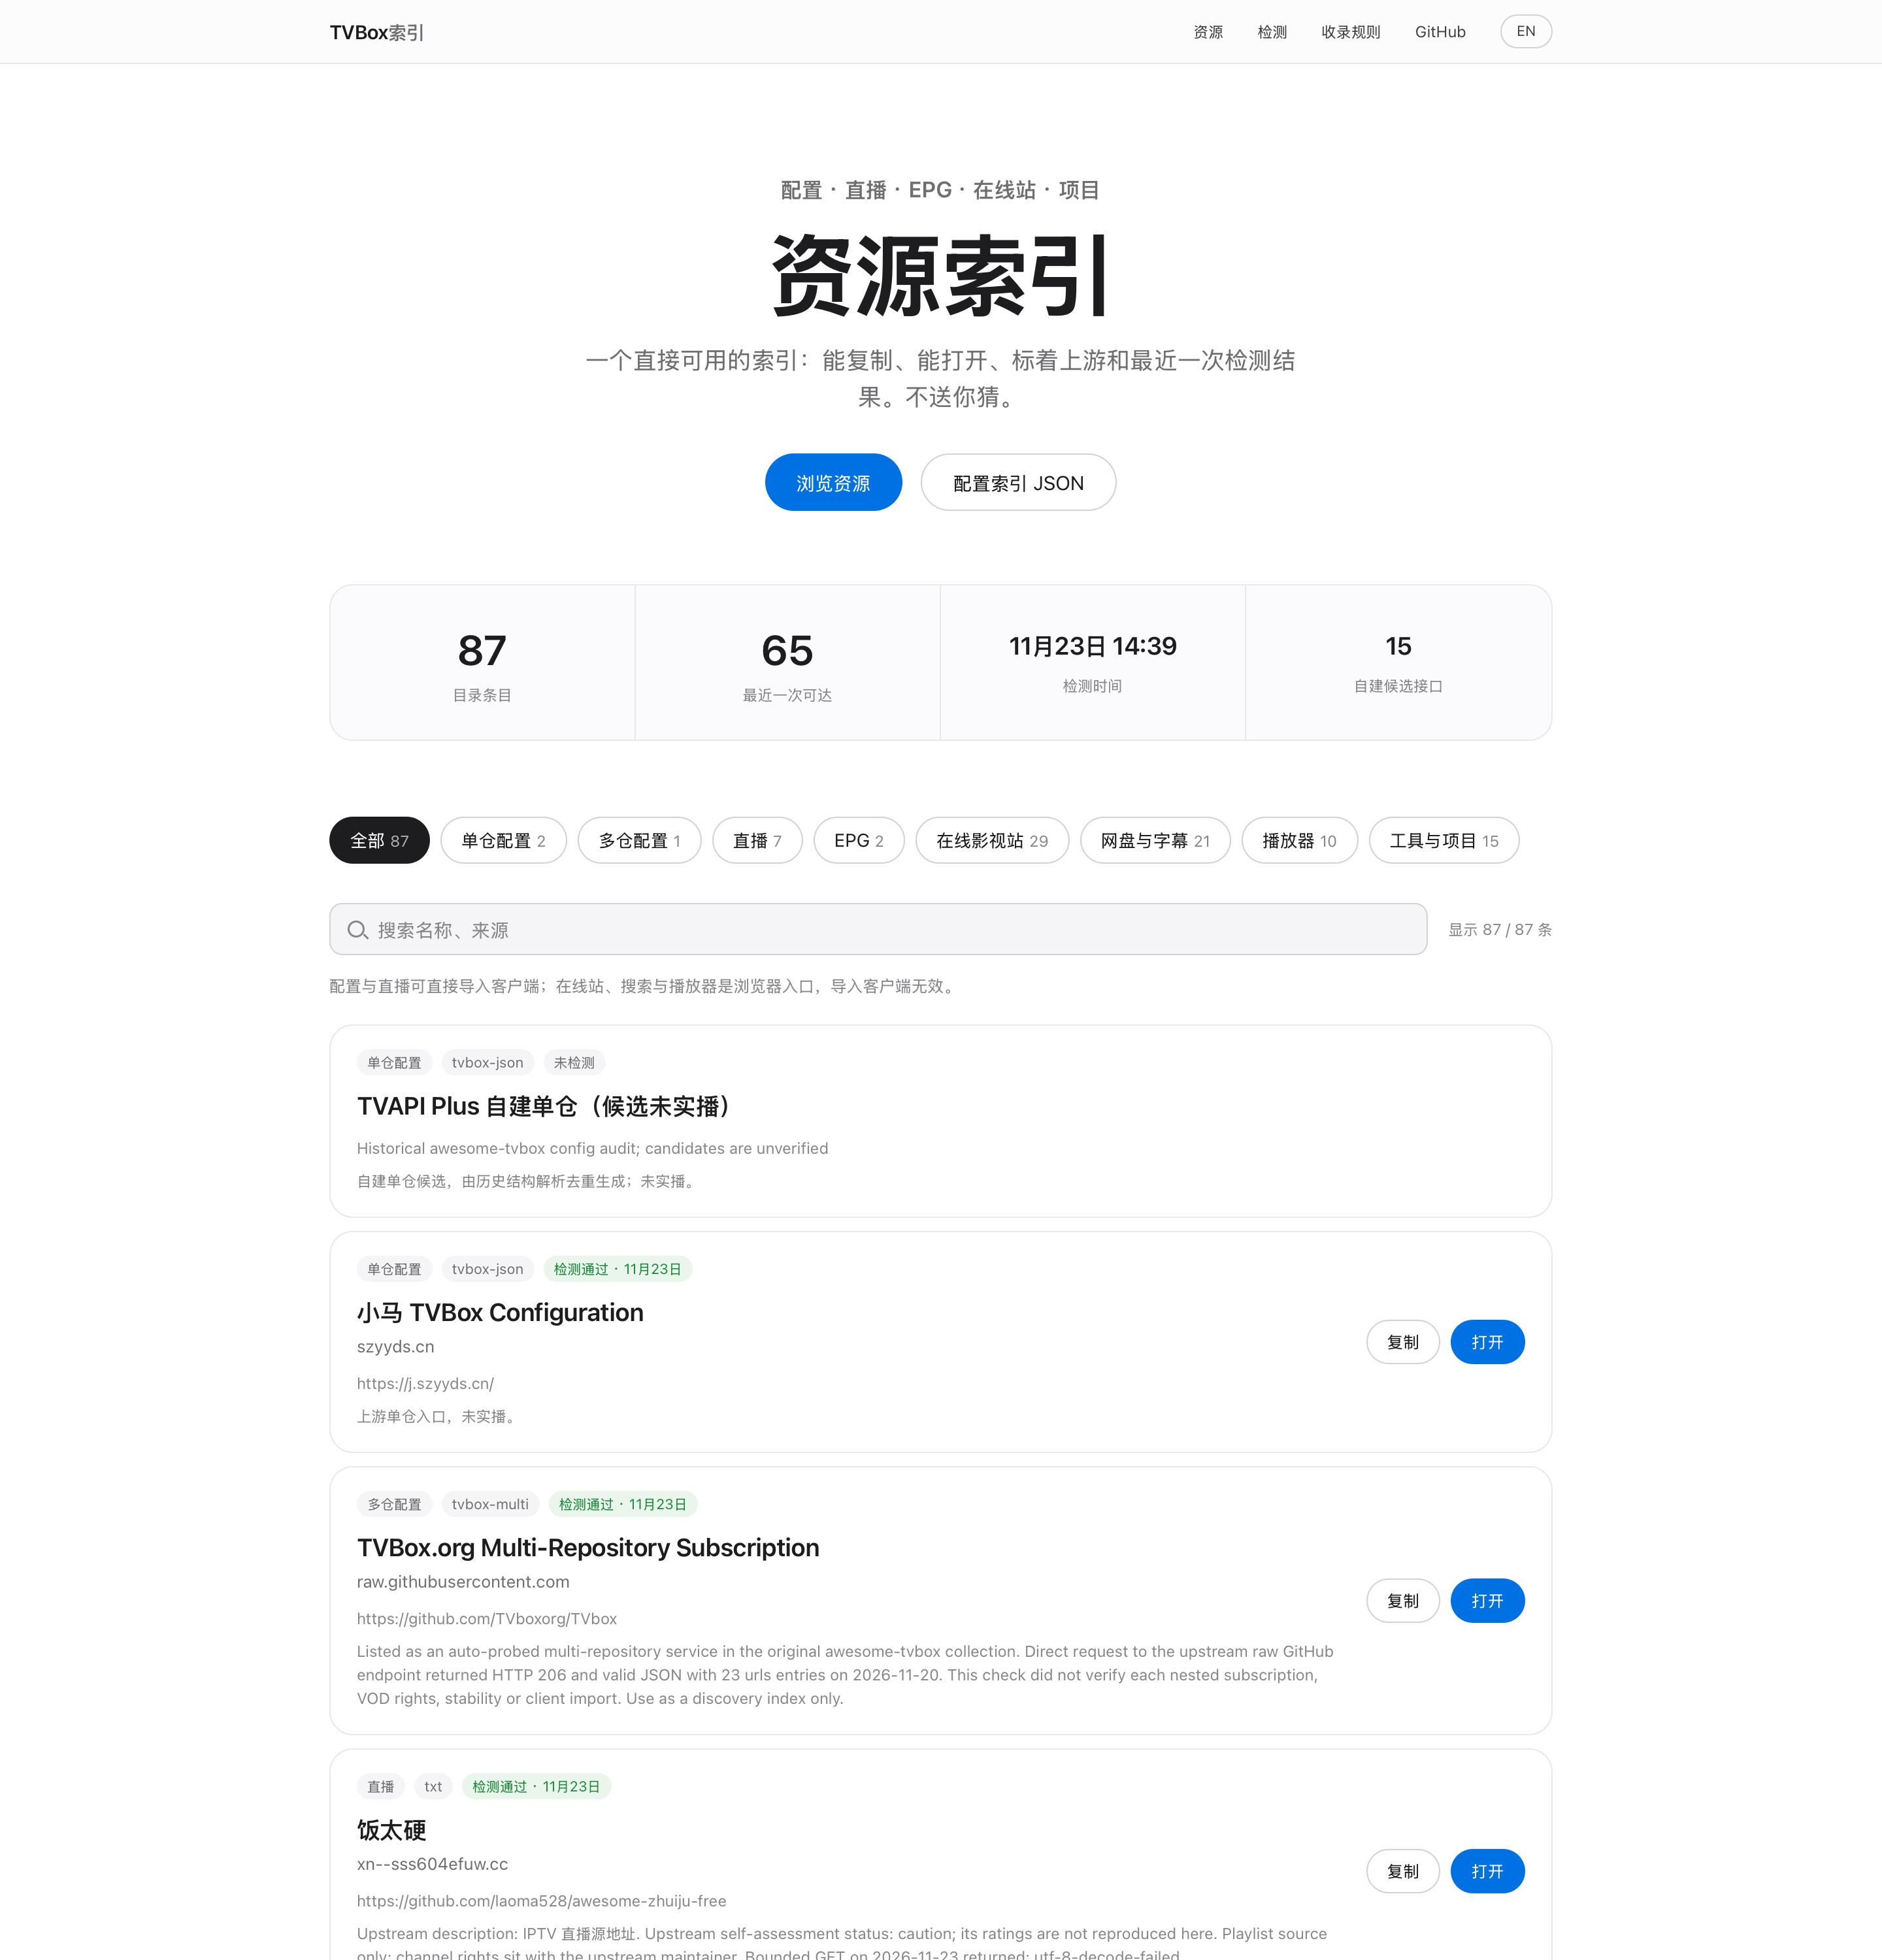 TVBox索引
资源 检测 收录规则 GitHub EN
配置 · 直播 · EPG · 在线站 · 项目
资源索引
一个直接可用的索引：能复制、能打开、标着上游和最近一次检测结
果。不送你猜。
浏览资源 配置索引 JSON
87 65 11月23日 14:39 15
目录条目 最近一次可达 检测时间 自建候选接口
全部 87 单仓配置 2 多仓配置 1 直播 7 EPG 2 在线影视站 29 网盘与字幕 21 播放器 10 工具与项目 15
搜索名称、来源 显示 87 / 87 条
配置与直播可直接导入客户端；在线站、搜索与播放器是浏览器入口，导入客户端无效。
单仓配置 tvbox-json 未检测
TVAPI Plus 自建单仓（候选未实播）
Historical awesome-tvbox config audit; candidates are unverified
自建单仓候选，由历史结构解析去重生成；未实播。
单仓配置 tvbox-json 检测通过 · 11月23日
小马 TVBox Configuration
szyyds.cn
复制 打开
https://j.szyyds.cn/
上游单仓入口，未实播。
多仓配置 tvbox-multi 检测通过 · 11月23日
TVBox.org Multi-Repository Subscription
raw.githubusercontent.com
复制 打开
https://github.com/TVboxorg/TVbox
Listed as an auto-probed multi-repository service in the original awesome-tvbox collection. Direct request to the upstream raw GitHub
endpoint returned HTTP 206 and valid JSON with 23 urls entries on 2026-11-20. This check did not verify each nested subscription,
VOD rights, stability or client import. Use as a discovery index only.
直播 txt 检测通过 · 11月23日
饭太硬
xn--sss604efuw.cc
复制 打开
https://github.com/laoma528/awesome-zhuiju-free
Upstream description: IPTV 直播源地址. Upstream self-assessment status: caution; its ratings are not reproduced here. Playlist source
only; channel rights sit with the upstream maintainer. Bounded GET on 2026-11-23 returned: utf-8-decode-failed